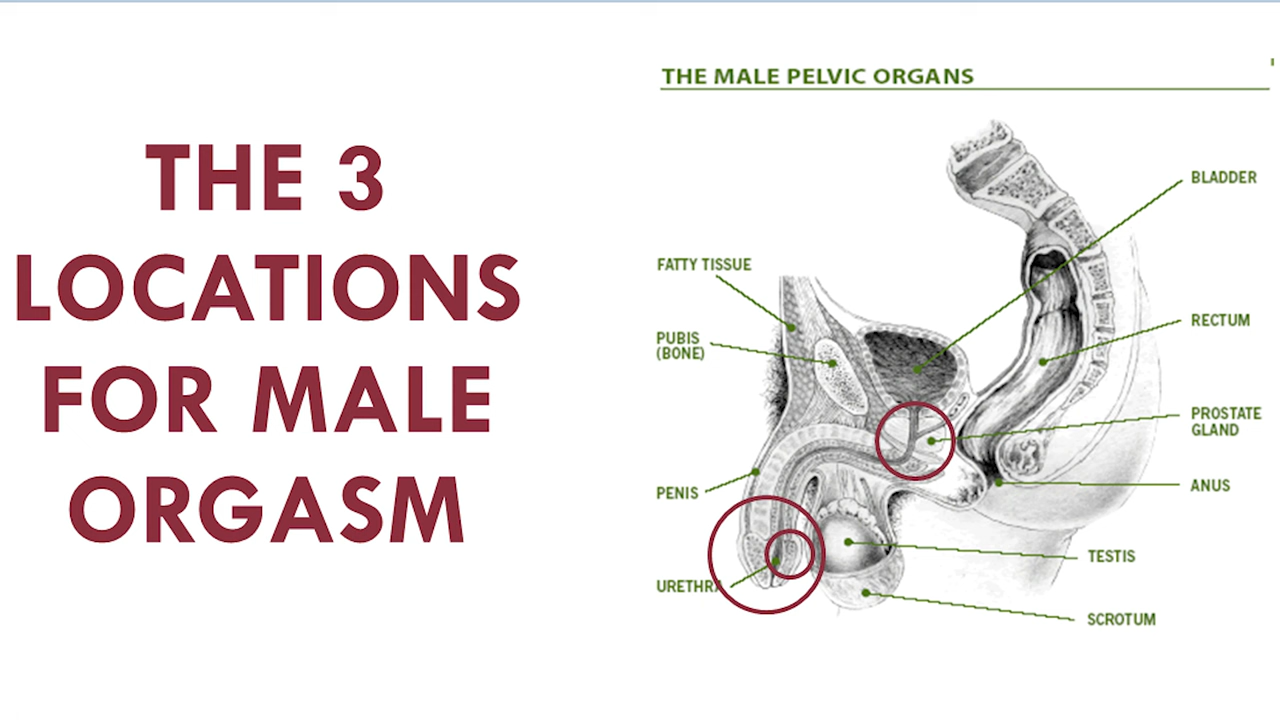 THE 3
LOCATIONS
FOR MALE
ORGASM
THE MALE PELVIC ORGANS
BLADDER
FATTY TISSUE
RECTUM
PUBIS
(BONE)
PROSTATE
GLAND
PENIS
ANUS
TESTIS
URETHRA
SCROTUM